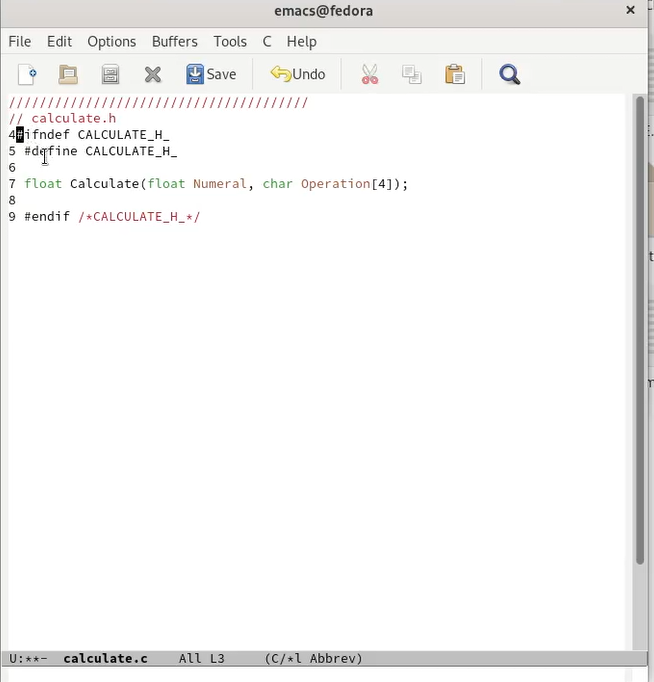 emacs@fedora ×
File Edit Options Buffers Tools C Help
Save Undo
///////////////////////////////////////
// calculate.h
4#ifndef CALCULATE_H_
5 #define CALCULATE_H_
6
7 float Calculate(float Numeral, char Operation[4]);
8
9 #endif /*CALCULATE_H_*/
U:**- calculate.c All L3 (C/*l Abbrev)